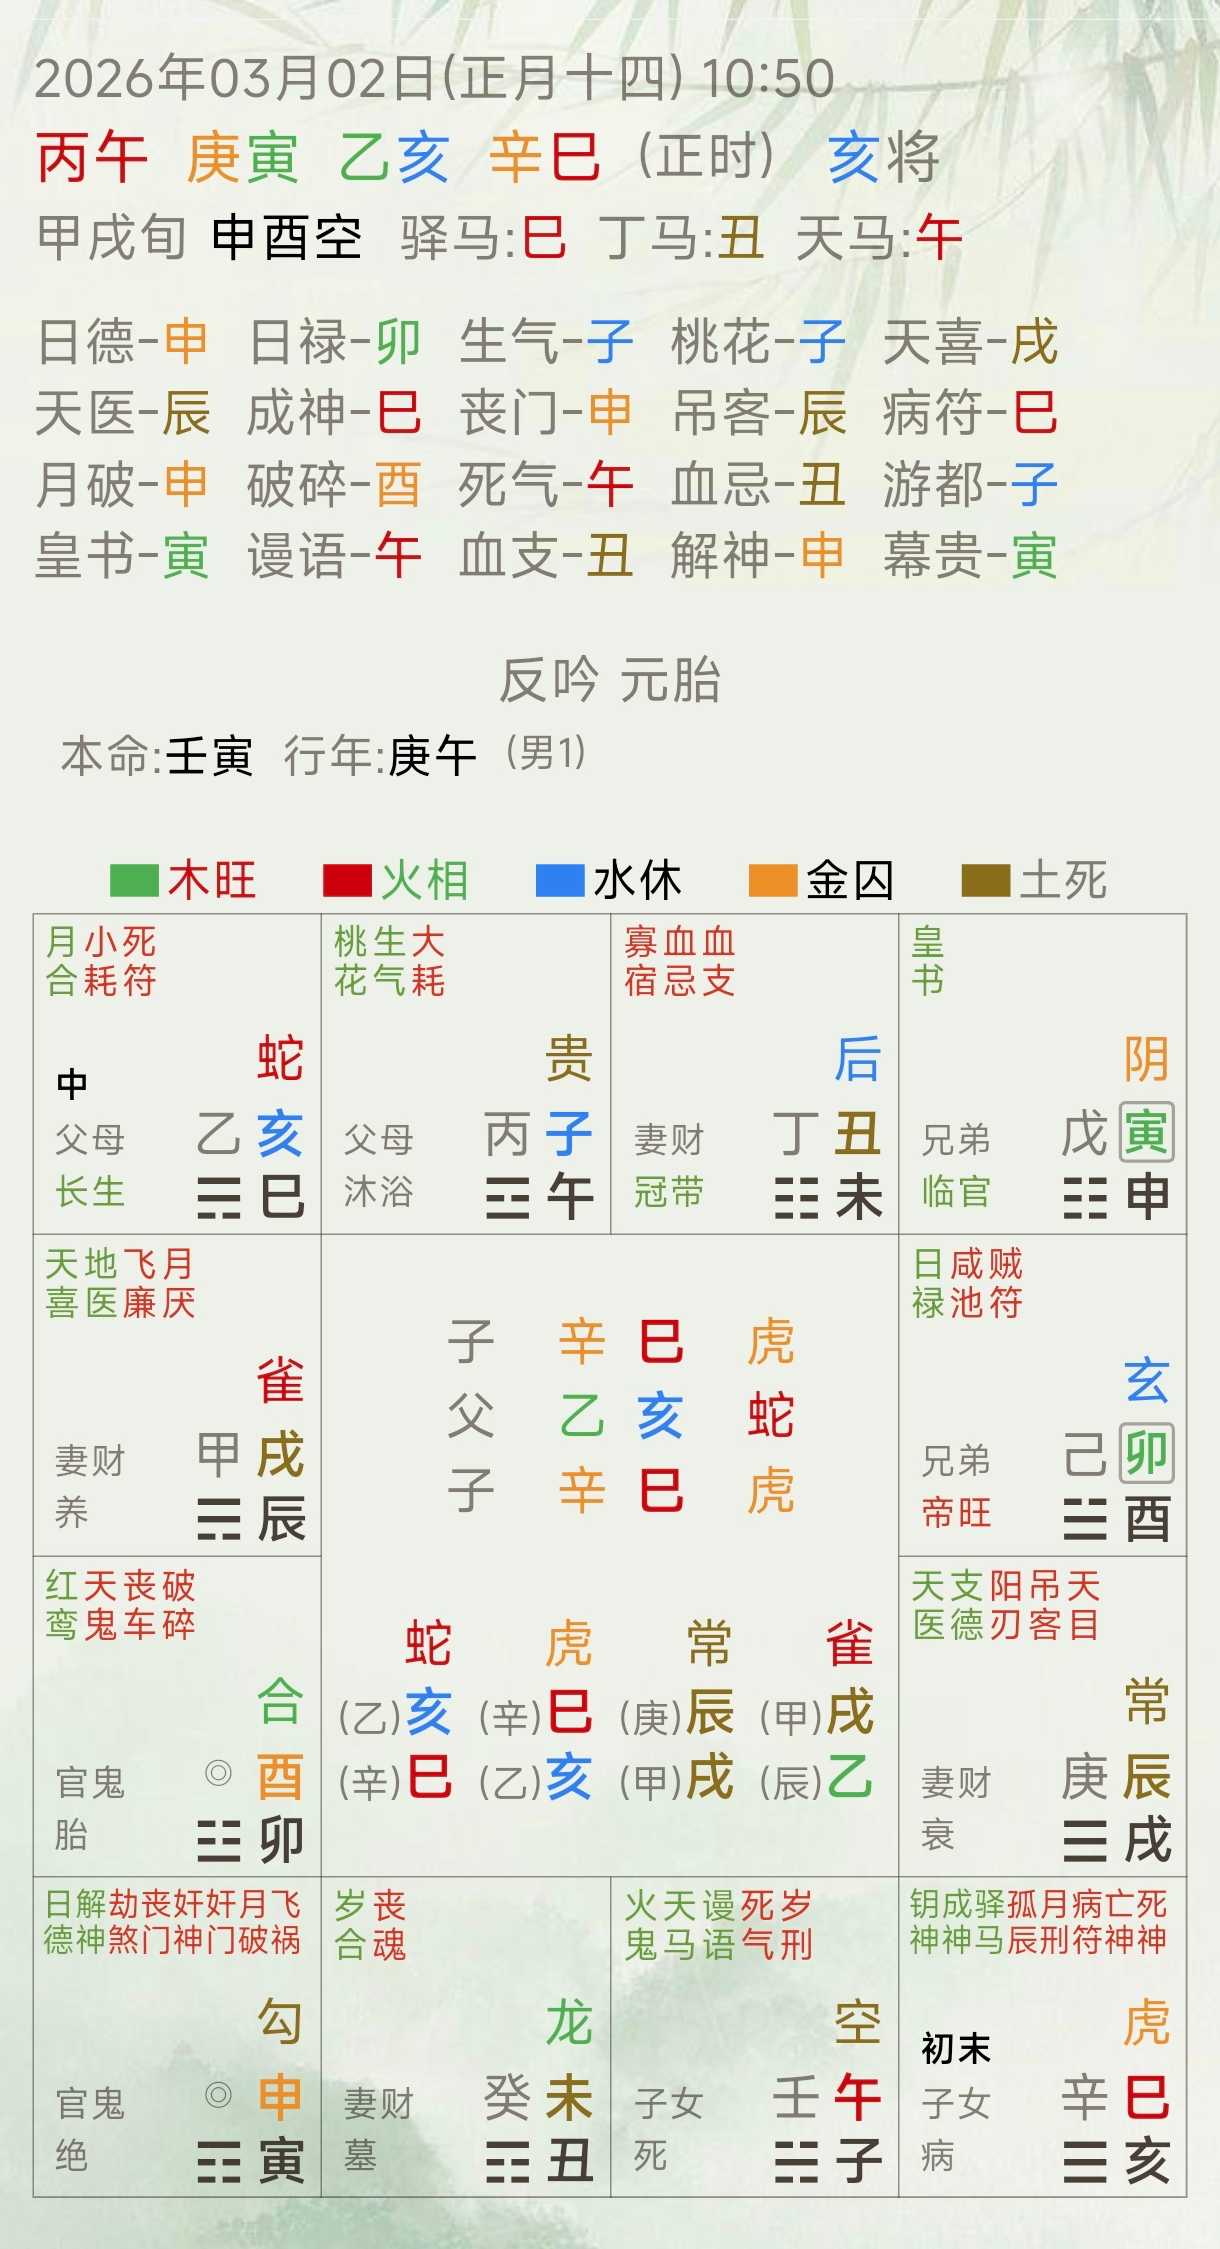 2026年03月02日(正月十四) 10:50
丙午 庚寅 乙亥 辛巳 (正时) 亥将
甲戌旬 申酉空 驿马:巳 丁马:丑 天马:午
日德-申 日禄-卯 生气-子 桃花-子 天喜-戌
天医-辰 成神-巳 丧门-申 吊客-辰 病符-巳
月破-申 破碎-酉 死气-午 血忌-丑 游都-子
皇书-寅 谩语-午 血支-丑 解神-申 幕贵-寅
反吟 元胎
本命:壬寅 行年:庚午 (男1)
木旺 火相 水休 金囚 土死
月合 小耗 死符
蛇
中
父母 乙 亥
长生 ☴ 巳
桃花 生气 大耗
贵
父母 丙 子
沐浴 ☲ 午
寡宿 血忌 血支
后
妻财 丁 丑
冠带 ☷ 未
皇书
阴
兄弟 戊 寅
临官 ☷ 申
天喜 地医 飞廉 月厌
雀
妻财 甲 戌
养 ☴ 辰
子 辛 巳 虎
父 乙 亥 蛇
子 辛 巳 虎
日禄 咸池 贼符
玄
兄弟 己 卯
帝旺 ☱ 酉
红鸾 天鬼 丧车 破碎
合
官鬼 ◎ 酉
胎 ☳ 卯
蛇 虎 常 雀
(乙)亥 (辛)巳 (庚)辰 (甲)戌
(辛)巳 (乙)亥 (甲)戌 (辰)乙
天医 支德 阳刃 吊客 天目
常
妻财 庚 辰
衰 ☰ 戌
日德 解神 劫煞 丧门 奸神 奸门 月破 飞祸
勾
官鬼 ◎ 申
绝 ☶ 寅
岁合 丧魂
龙
妻财 癸 未
墓 ☶ 丑
火鬼 天马 谩语 死气 岁刑
空
子女 壬 午
死 ☵ 子
钥神 成神 驿马 孤辰 月刑 病符 亡神 死神
虎
初末
子女 辛 巳
病 ☰ 亥